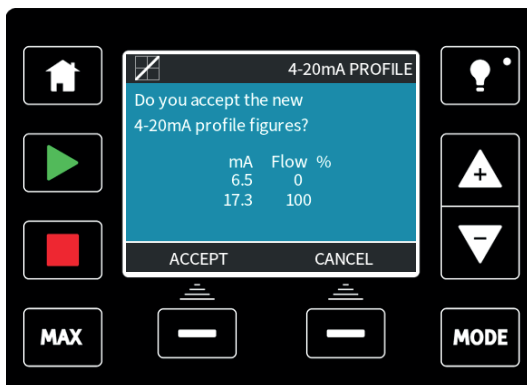 4-20mA PROFILE
Do you accept the new
4-20mA profile figures?
mA Flow %
6.5 0
17.3 100
ACCEPT CANCEL
+
-
MAX MODE